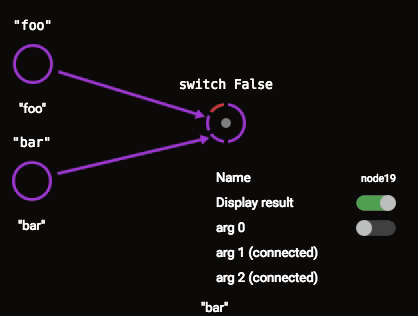 "foo"
"foo"
"bar"
"bar"
switch False
Name node19
Display result
arg 0
arg 1 (connected)
arg 2 (connected)
"bar"